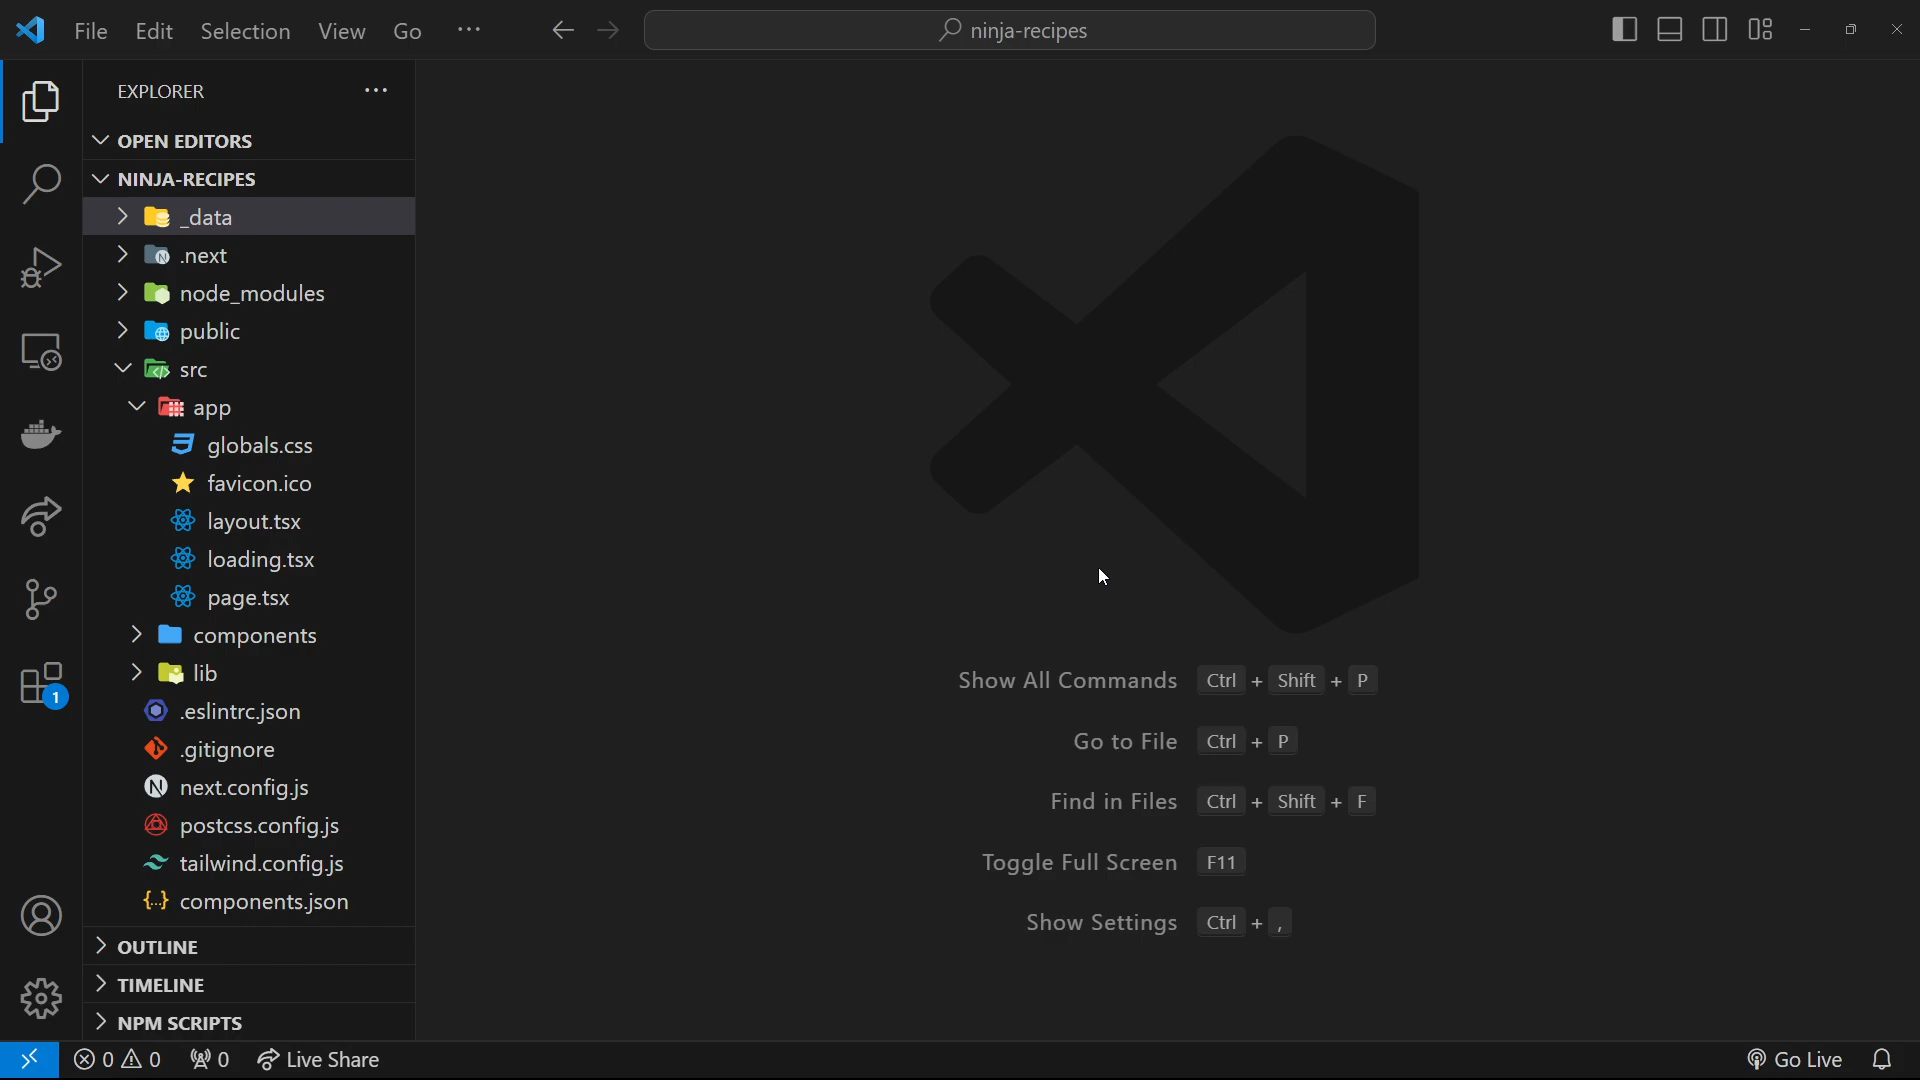 File Edit Selection View Go ···
ninja-recipes
EXPLORER ···
OPEN EDITORS
NINJA-RECIPES
_data
.next
node_modules
public
src
app
globals.css
favicon.ico
layout.tsx
loading.tsx
page.tsx
components
lib
.eslintrc.json
.gitignore
next.config.js
postcss.config.js
tailwind.config.js
components.json
OUTLINE
TIMELINE
NPM SCRIPTS
1
Show All Commands Ctrl + Shift + P
Go to File Ctrl + P
Find in Files Ctrl + Shift + F
Toggle Full Screen F11
Show Settings Ctrl + ,
0 0 0 Live Share Go Live